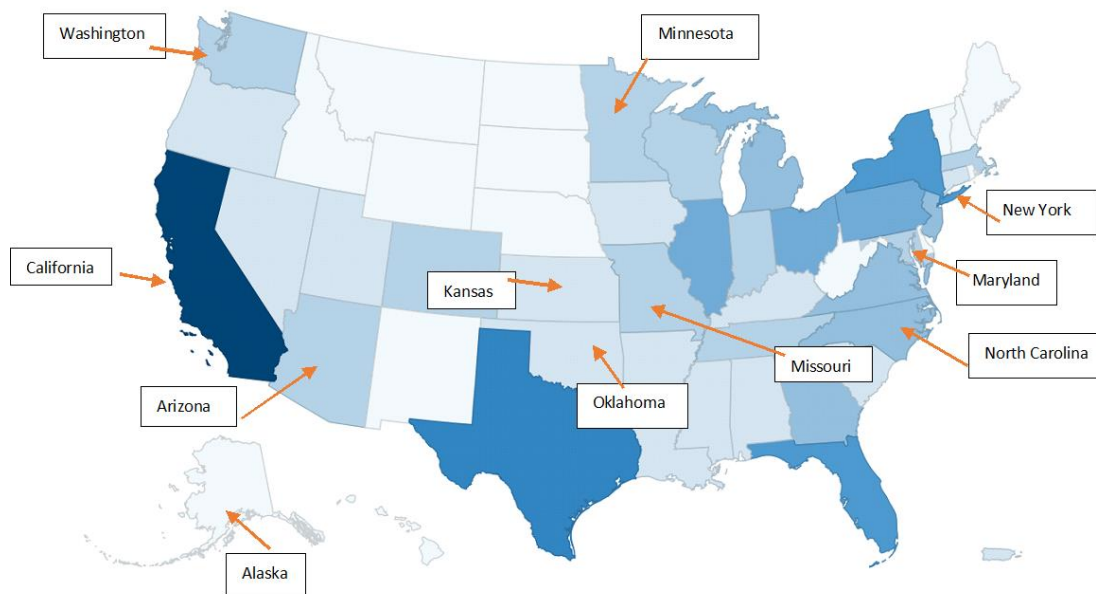 Washington
Minnesota
New York
California
Kansas
Maryland
North Carolina
Missouri
Arizona
Oklahoma
Alaska